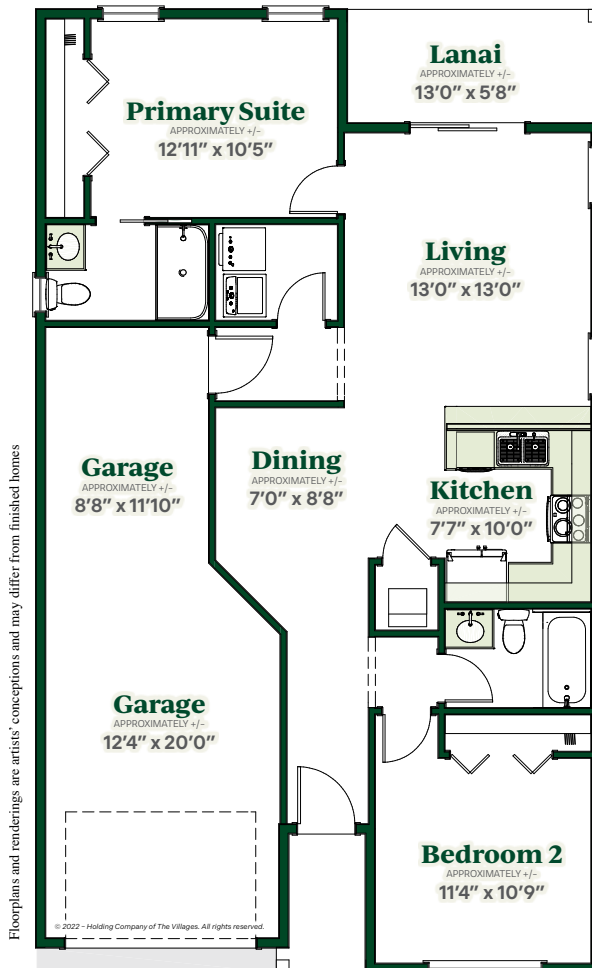 Lanai
APPROXIMATELY +/-
13’0” x 5’8”
Primary Suite
APPROXIMATELY +/-
12’11” x 10’5”
Living
APPROXIMATELY +/-
13’0” x 13’0”
Garage
APPROXIMATELY +/-
8’8” x 11’10”
Dining
APPROXIMATELY +/-
7’0” x 8’8”
Kitchen
APPROXIMATELY +/-
7’7” x 10’0”
Garage
APPROXIMATELY +/-
12’4” x 20’0”
Bedroom 2
APPROXIMATELY +/-
11’4” x 10’9”
© 2022 - Holding Company of The Villages. All rights reserved.
Floorplans and renderings are artists’ conceptions and may differ from finished homes